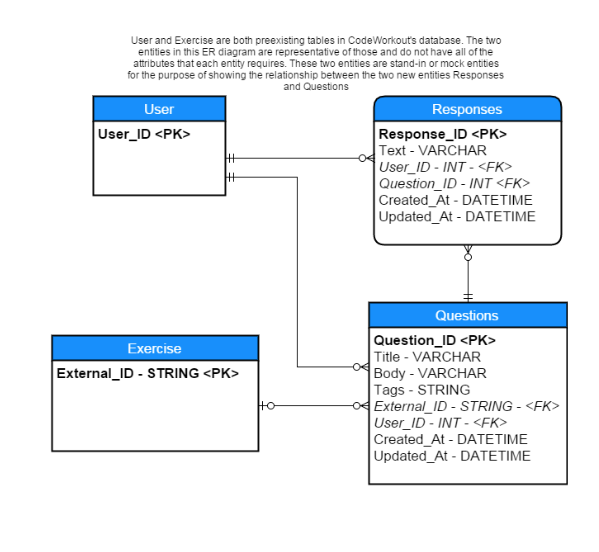 User and Exercise are both preexisting tables in CodeWorkout's database. The two
entities in this ER diagram are representative of those and do not have all of the
attributes that each entity requires. These two entities are stand-in or mock entities
for the purpose of showing the relationship between the two new entities Responses
and Questions
User
User_ID <PK>
Responses
Response_ID <PK>
Text - VARCHAR
User_ID - INT - <FK>
Question_ID - INT <FK>
Created_At - DATETIME
Updated_At - DATETIME
Exercise
External_ID - STRING <PK>
Questions
Question_ID <PK>
Title - VARCHAR
Body - VARCHAR
Tags - STRING
External_ID - STRING - <FK>
User_ID - INT - <FK>
Created_At - DATETIME
Updated_At - DATETIME